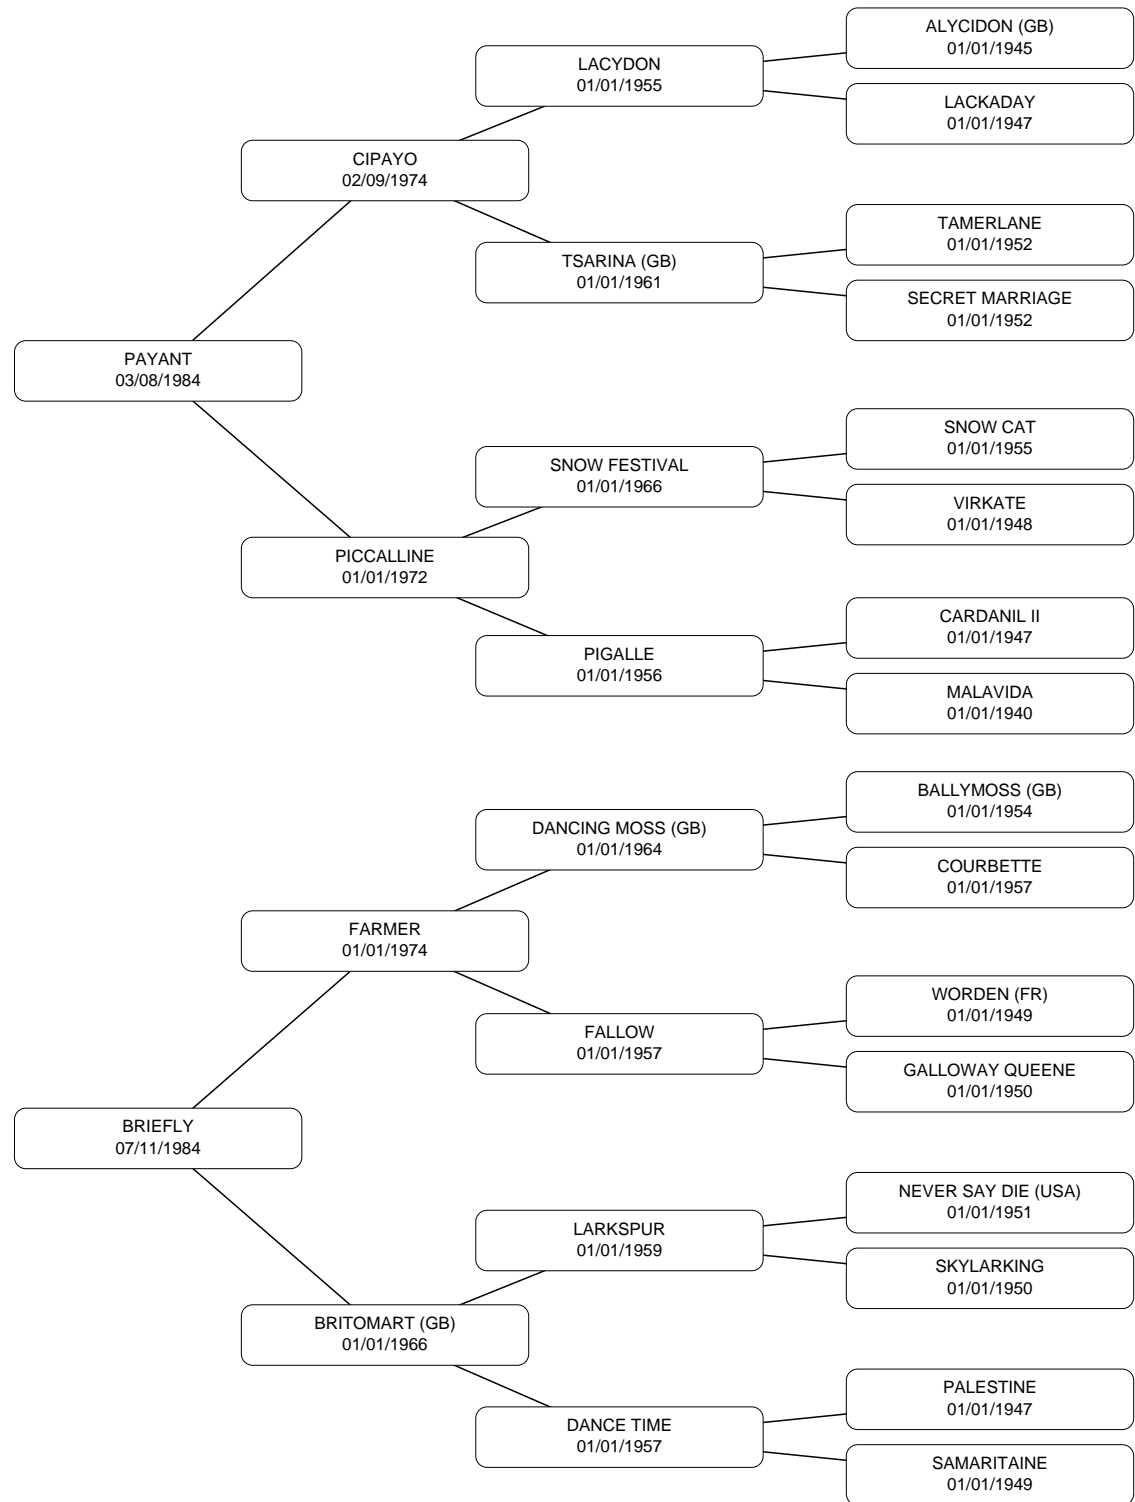 ALYCIDON (GB)
01/01/1945
LACYDON
01/01/1955
LACKADAY
01/01/1947
CIPAYO
02/09/1974
TAMERLANE
01/01/1952
TSARINA (GB)
01/01/1961
SECRET MARRIAGE
01/01/1952
PAYANT
03/08/1984
SNOW CAT
01/01/1955
SNOW FESTIVAL
01/01/1966
VIRKATE
01/01/1948
PICCALLINE
01/01/1972
CARDANIL II
01/01/1947
PIGALLE
01/01/1956
MALAVIDA
01/01/1940
BALLYMOSS (GB)
01/01/1954
DANCING MOSS (GB)
01/01/1964
COURBETTE
01/01/1957
FARMER
01/01/1974
WORDEN (FR)
01/01/1949
FALLOW
01/01/1957
GALLOWAY QUEENE
01/01/1950
BRIEFLY
07/11/1984
NEVER SAY DIE (USA)
01/01/1951
LARKSPUR
01/01/1959
SKYLARKING
01/01/1950
BRITOMART (GB)
01/01/1966
PALESTINE
01/01/1947
DANCE TIME
01/01/1957
SAMARITAINE
01/01/1949